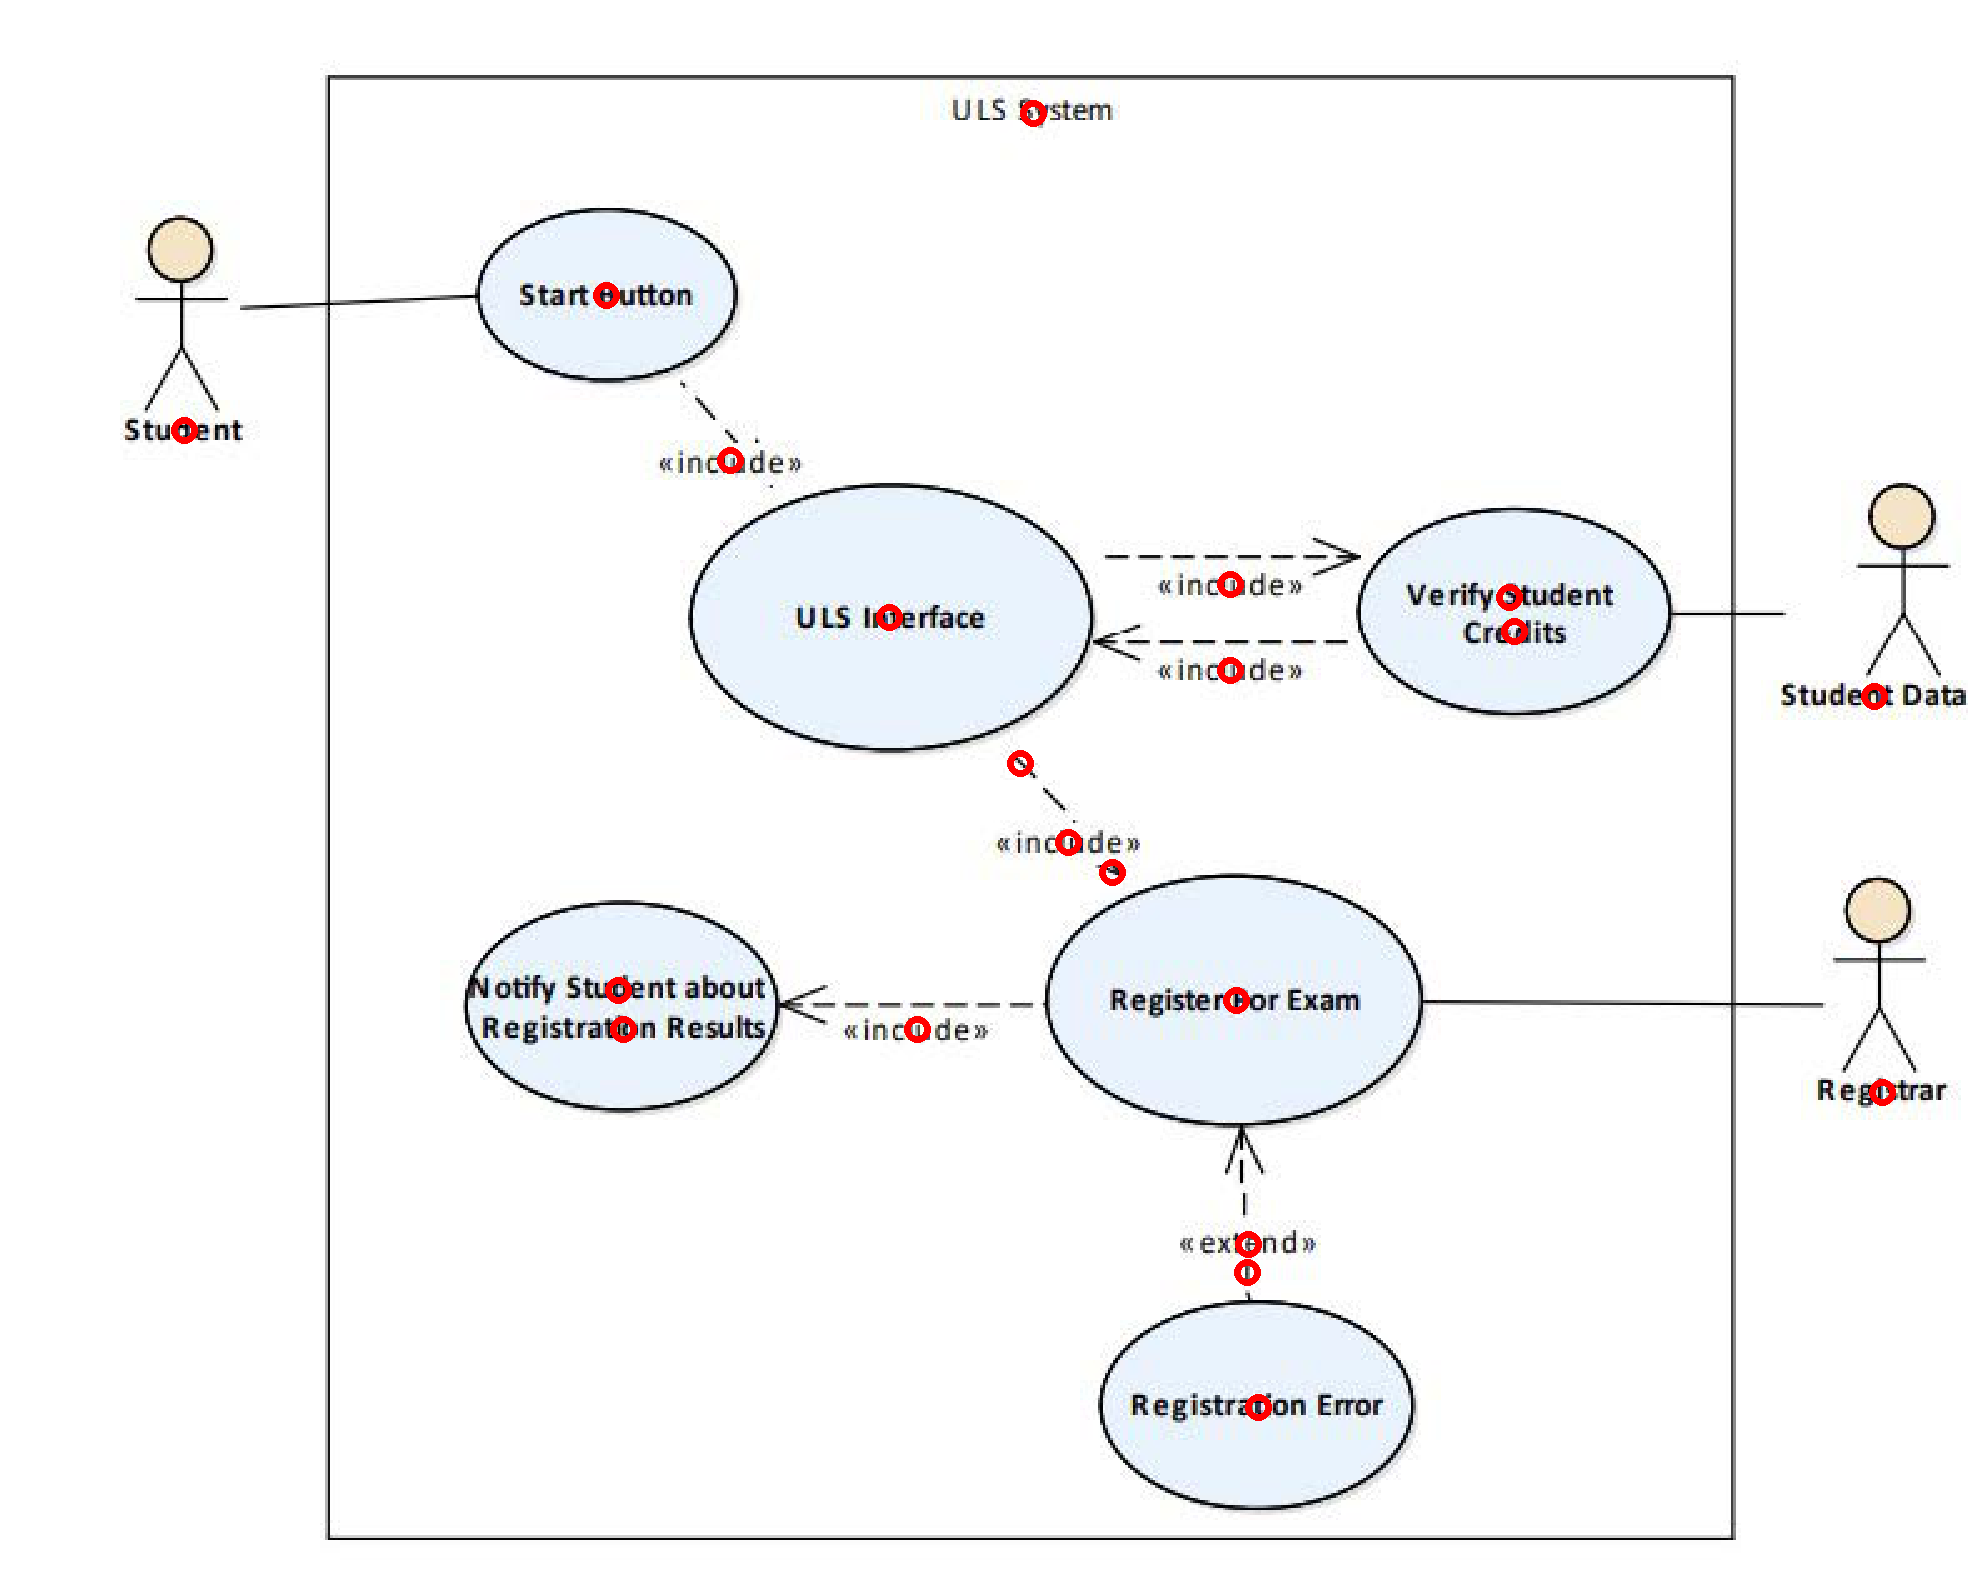 ULS System
Start Button
Student
«include»
ULS Interface
«include»
Verify Student
Credits
«include»
Student Data
«include»
Notify Student about
Registration Results
«include»
Register For Exam
Registrar
«extend»
Registration Error